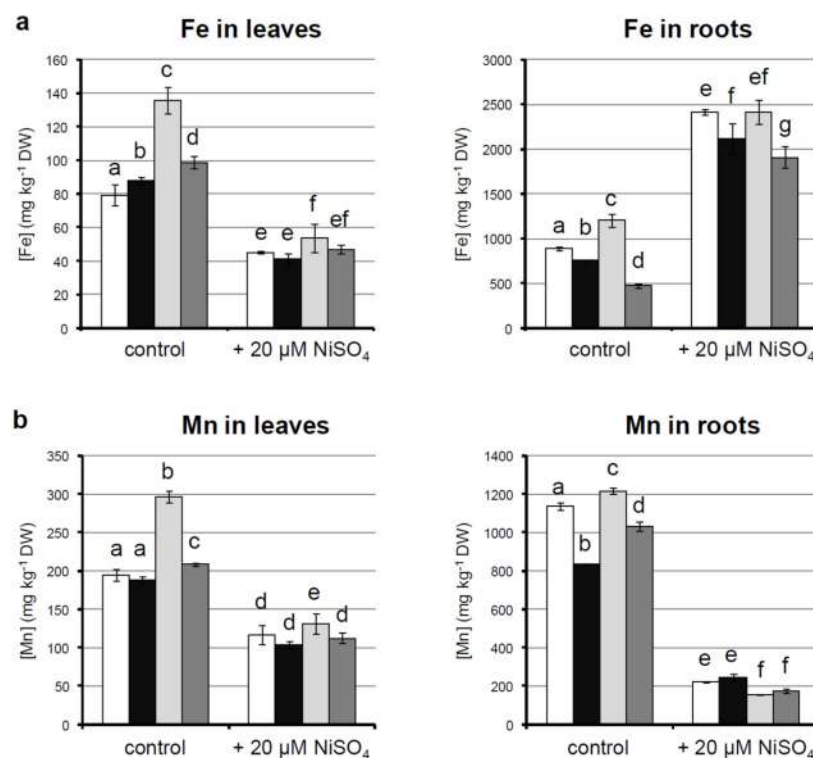 a
Fe in leaves
160
140
120
100
80
60
40
20
0
[Fe] (mg kg⁻¹ DW)
a
b
c
d
e
e
f
ef
control
+ 20 µM NiSO₄
Fe in roots
3000
2500
2000
1500
1000
500
0
[Fe] (mg kg⁻¹ DW)
a
b
c
d
e
f
ef
g
control
+ 20 µM NiSO₄
b
Mn in leaves
350
300
250
200
150
100
50
0
[Mn] (mg kg⁻¹ DW)
a
a
b
c
d
d
e
d
control
+ 20 µM NiSO₄
Mn in roots
1400
1200
1000
800
600
400
200
0
[Mn] (mg kg⁻¹ DW)
a
b
c
d
e
e
f
f
control
+ 20 µM NiSO₄